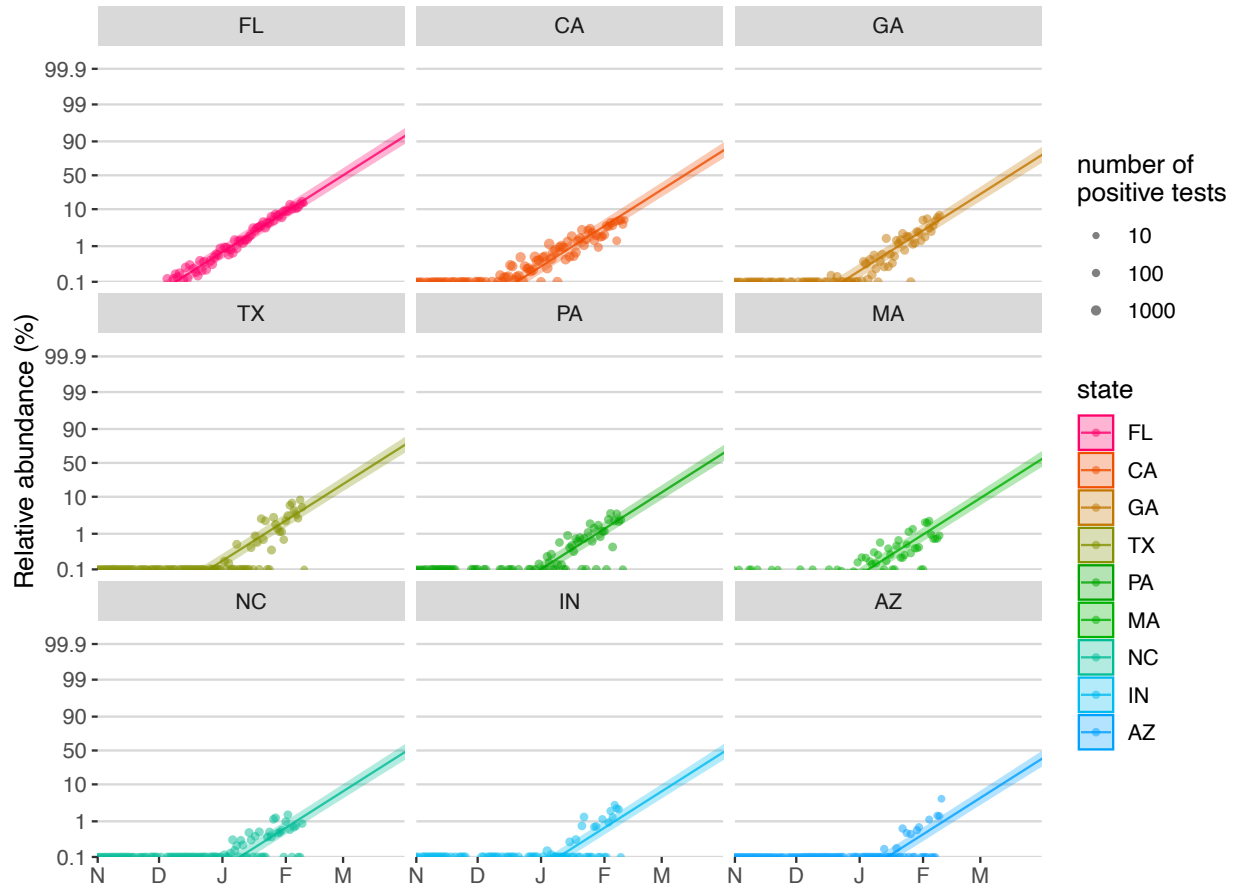 FL CA GA
99.9
99
90
50
10
1
0.1
TX PA MA
99.9
99
90
50
10
1
0.1
NC IN AZ
99.9
99
90
50
10
1
0.1
N D J F M N D J F M N D J F M
Relative abundance (%)
number of
positive tests
10
100
1000
state
FL
CA
GA
TX
PA
MA
NC
IN
AZ